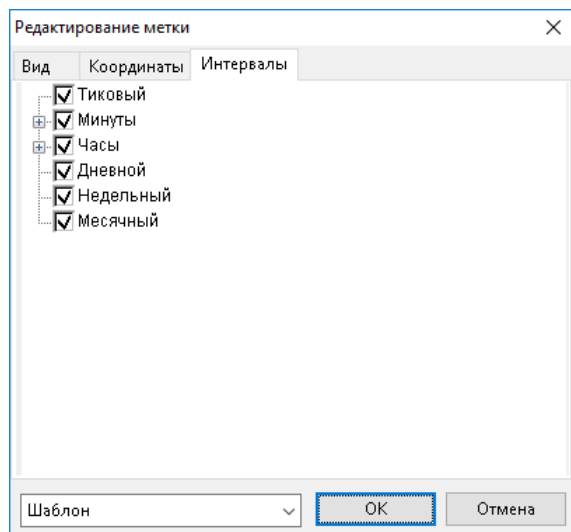 Редактирование метки
Вид Координаты Интервалы
Тиковый
Минуты
Часы
Дневной
Недельный
Месячный
Шаблон OK Отмена